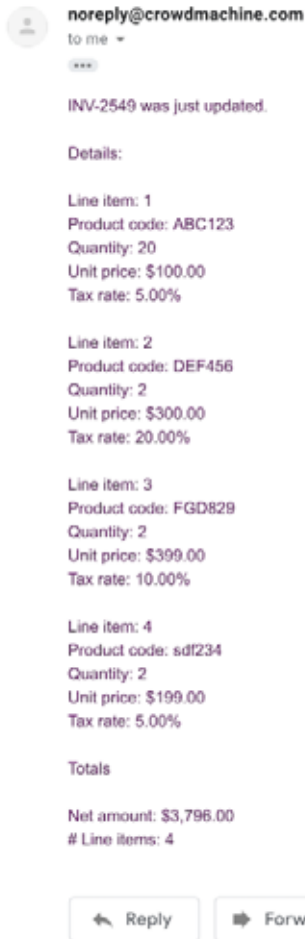 noreply@crowdmachine.com
to me
INV-2549 was just updated.
Details:
Line item: 1
Product code: ABC123
Quantity: 20
Unit price: $100.00
Tax rate: 5.00%
Line item: 2
Product code: DEF456
Quantity: 2
Unit price: $300.00
Tax rate: 20.00%
Line item: 3
Product code: FGD829
Quantity: 2
Unit price: $399.00
Tax rate: 10.00%
Line item: 4
Product code: sdf234
Quantity: 2
Unit price: $199.00
Tax rate: 5.00%
Totals
Net amount: $3,796.00
# Line items: 4
Reply
Forw